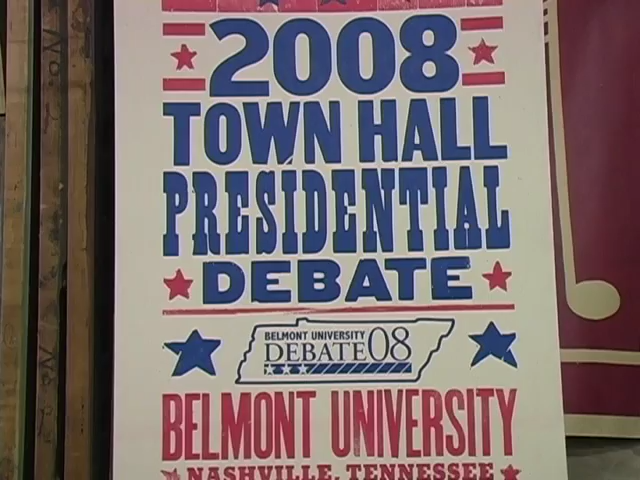 2008
TOWN HALL
PRESIDENTIAL
DEBATE
BELMONT UNIVERSITY
DEBATE08
BELMONT UNIVERSITY
NASHVILLE, TENNESSEE